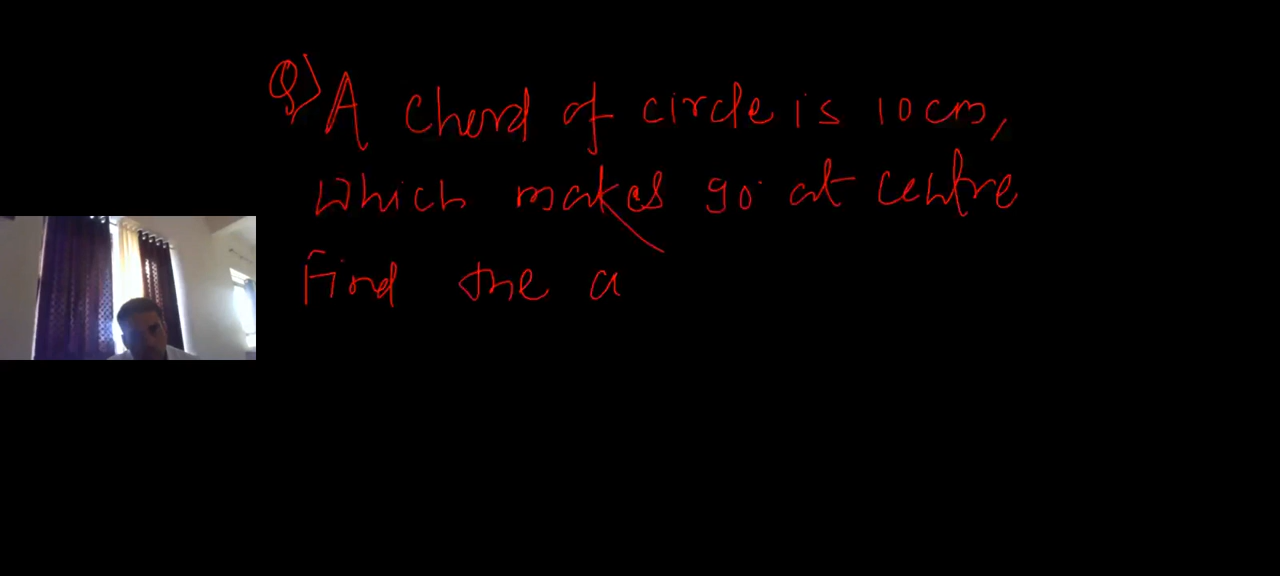 Q) A chord of circle is 10cm,
which makes 90° at centre
Find the a